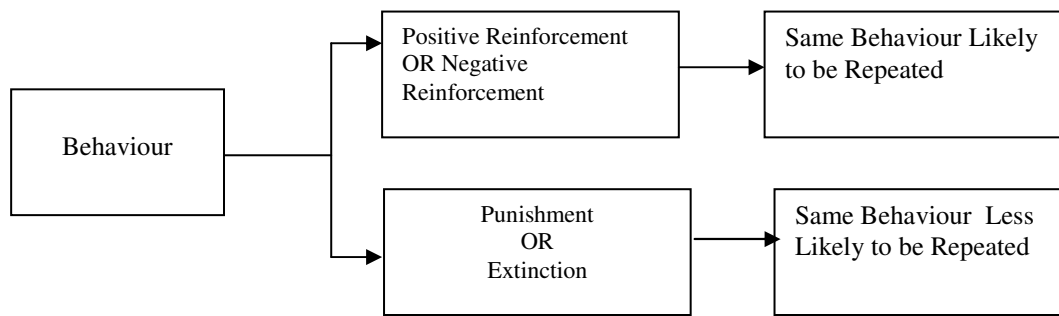 Behaviour
Positive Reinforcement
OR Negative
Reinforcement
Same Behaviour Likely
to be Repeated
Punishment
OR
Extinction
Same Behaviour  Less
Likely to be Repeated